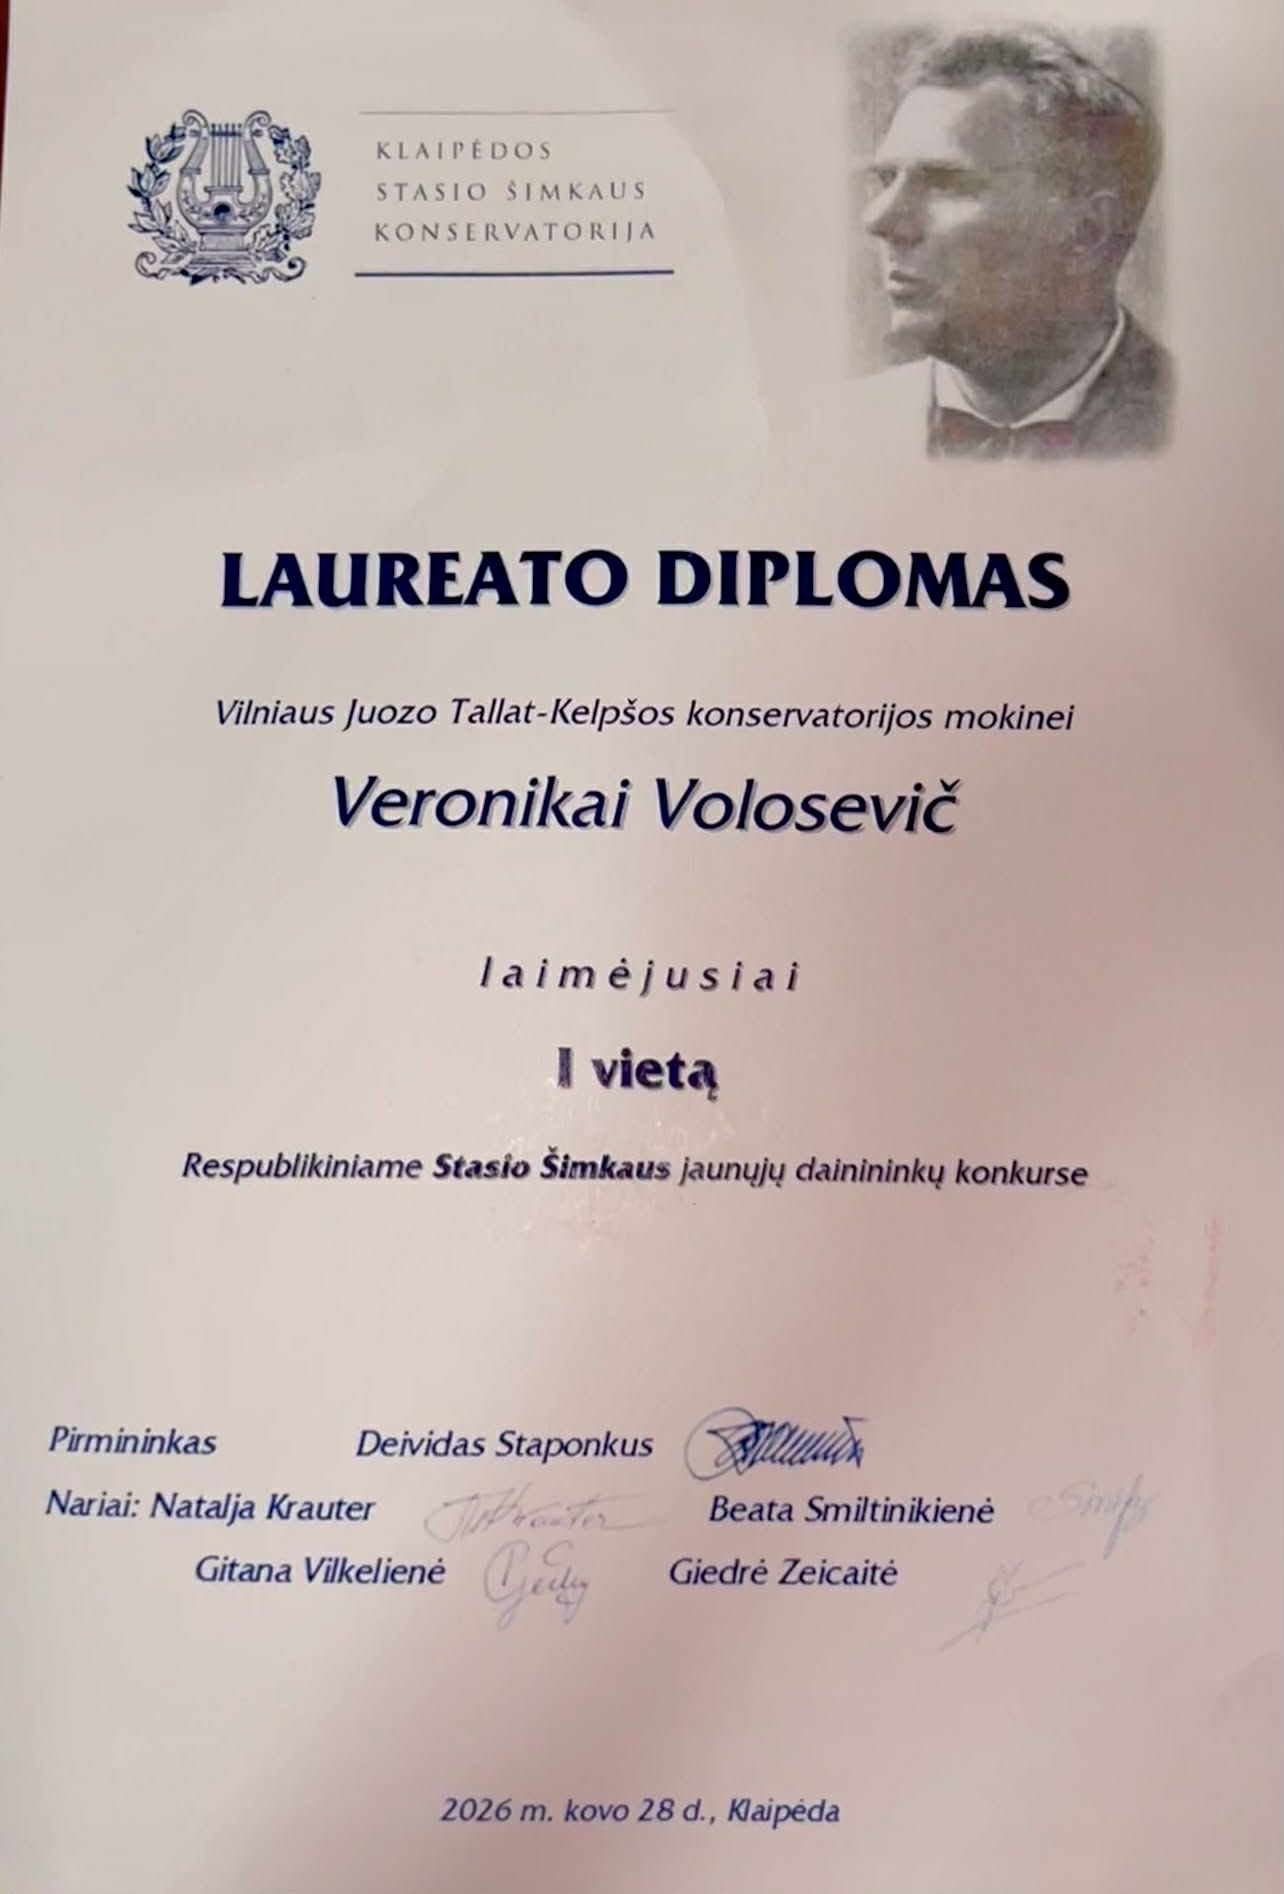 KLAIPĖDOS
STASIO ŠIMKAUS
KONSERVATORIJA
LAUREATO DIPLOMAS
Vilniaus Juozo Tallat-Kelpšos konservatorijos mokinei
Veronikai Volosevič
laimėjusiai
I vietą
Respublikiniame Stasio Šimkaus jaunųjų dainininkų konkurse
Pirmininkas Deividas Staponkus
Nariai: Natalja Krauter Beata Smiltinikienė
Gitana Vilkelienė Giedrė Zeicaitė
2026 m. kovo 28 d., Klaipėda